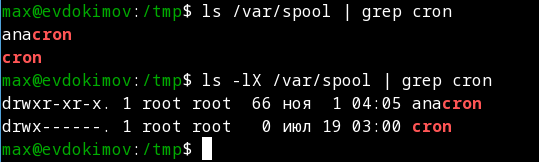 max@evdokimov:/tmp$ ls /var/spool | grep cron
anacron
cron
max@evdokimov:/tmp$ ls -lX /var/spool | grep cron
drwxr-xr-x. 1 root root  66 ноя  1 04:05 anacron
drwx------. 1 root root   0 июл 19 03:00 cron
max@evdokimov:/tmp$